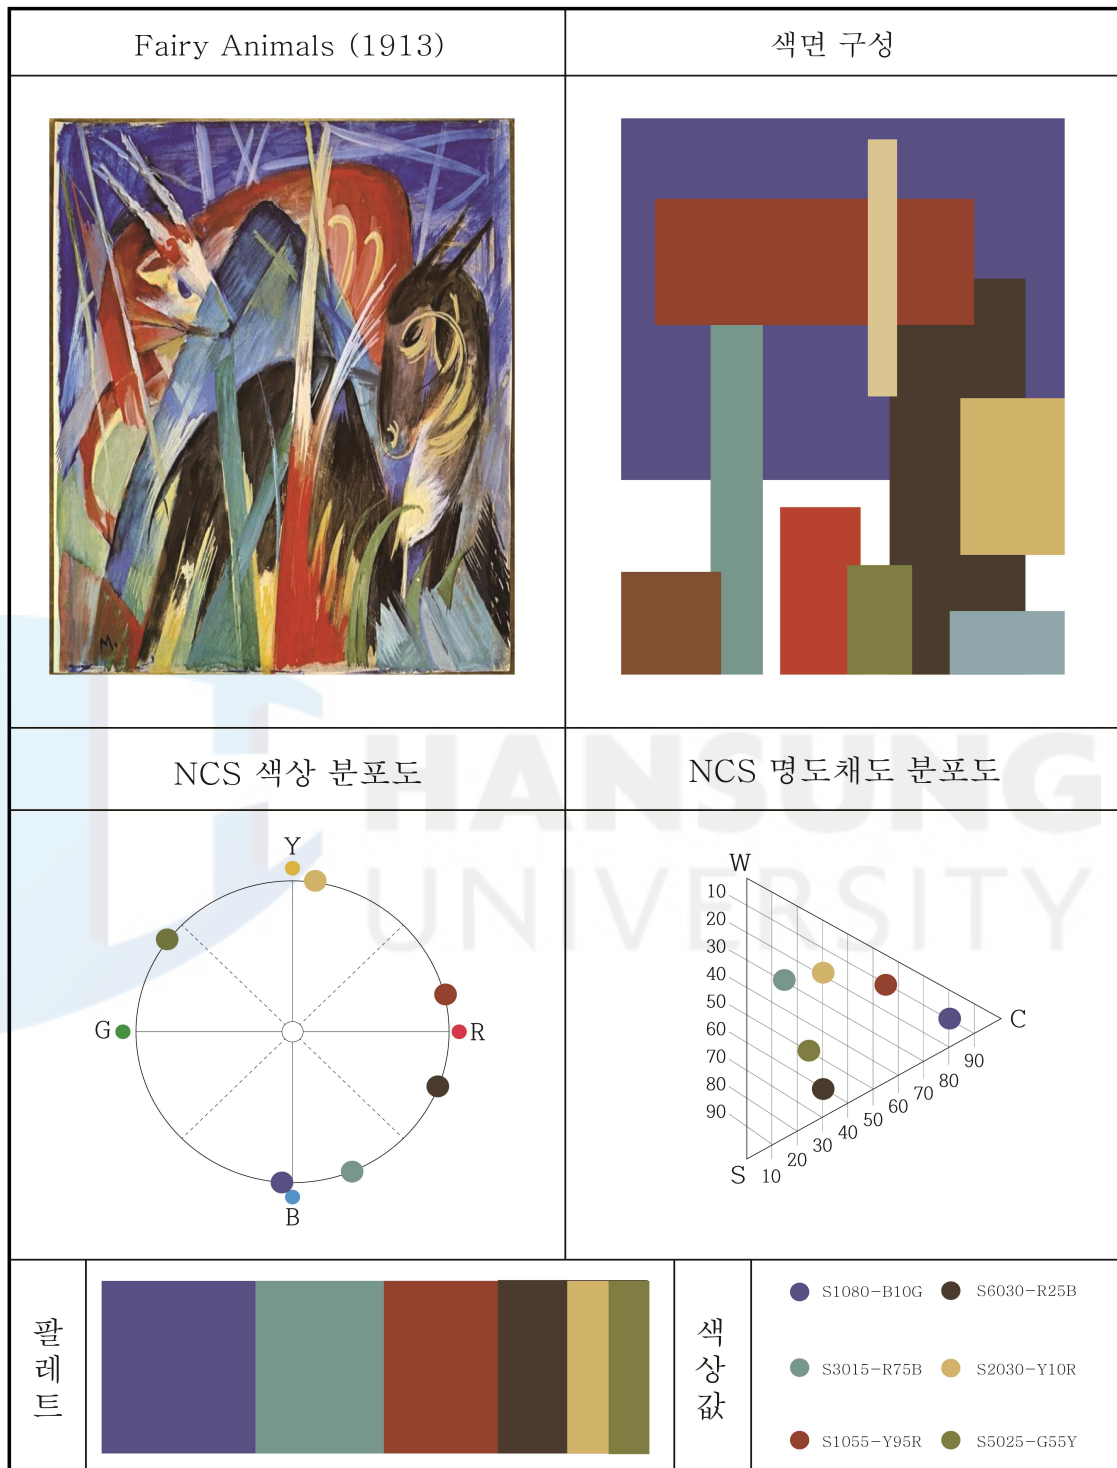 Fairy Animals (1913)
색면 구성
M.
NCS 색상 분포도
NCS 명도채도 분포도
HANSUNG
UNIVERSITY
Y
G
R
B
W
10
20
30
40
50
60
70
80
90
S
C
10
20
30
40
50
60
70
80
90
팔레트
색상값
S1080-B10G
S6030-R25B
S3015-R75B
S2030-Y10R
S1055-Y95R
S5025-G55Y